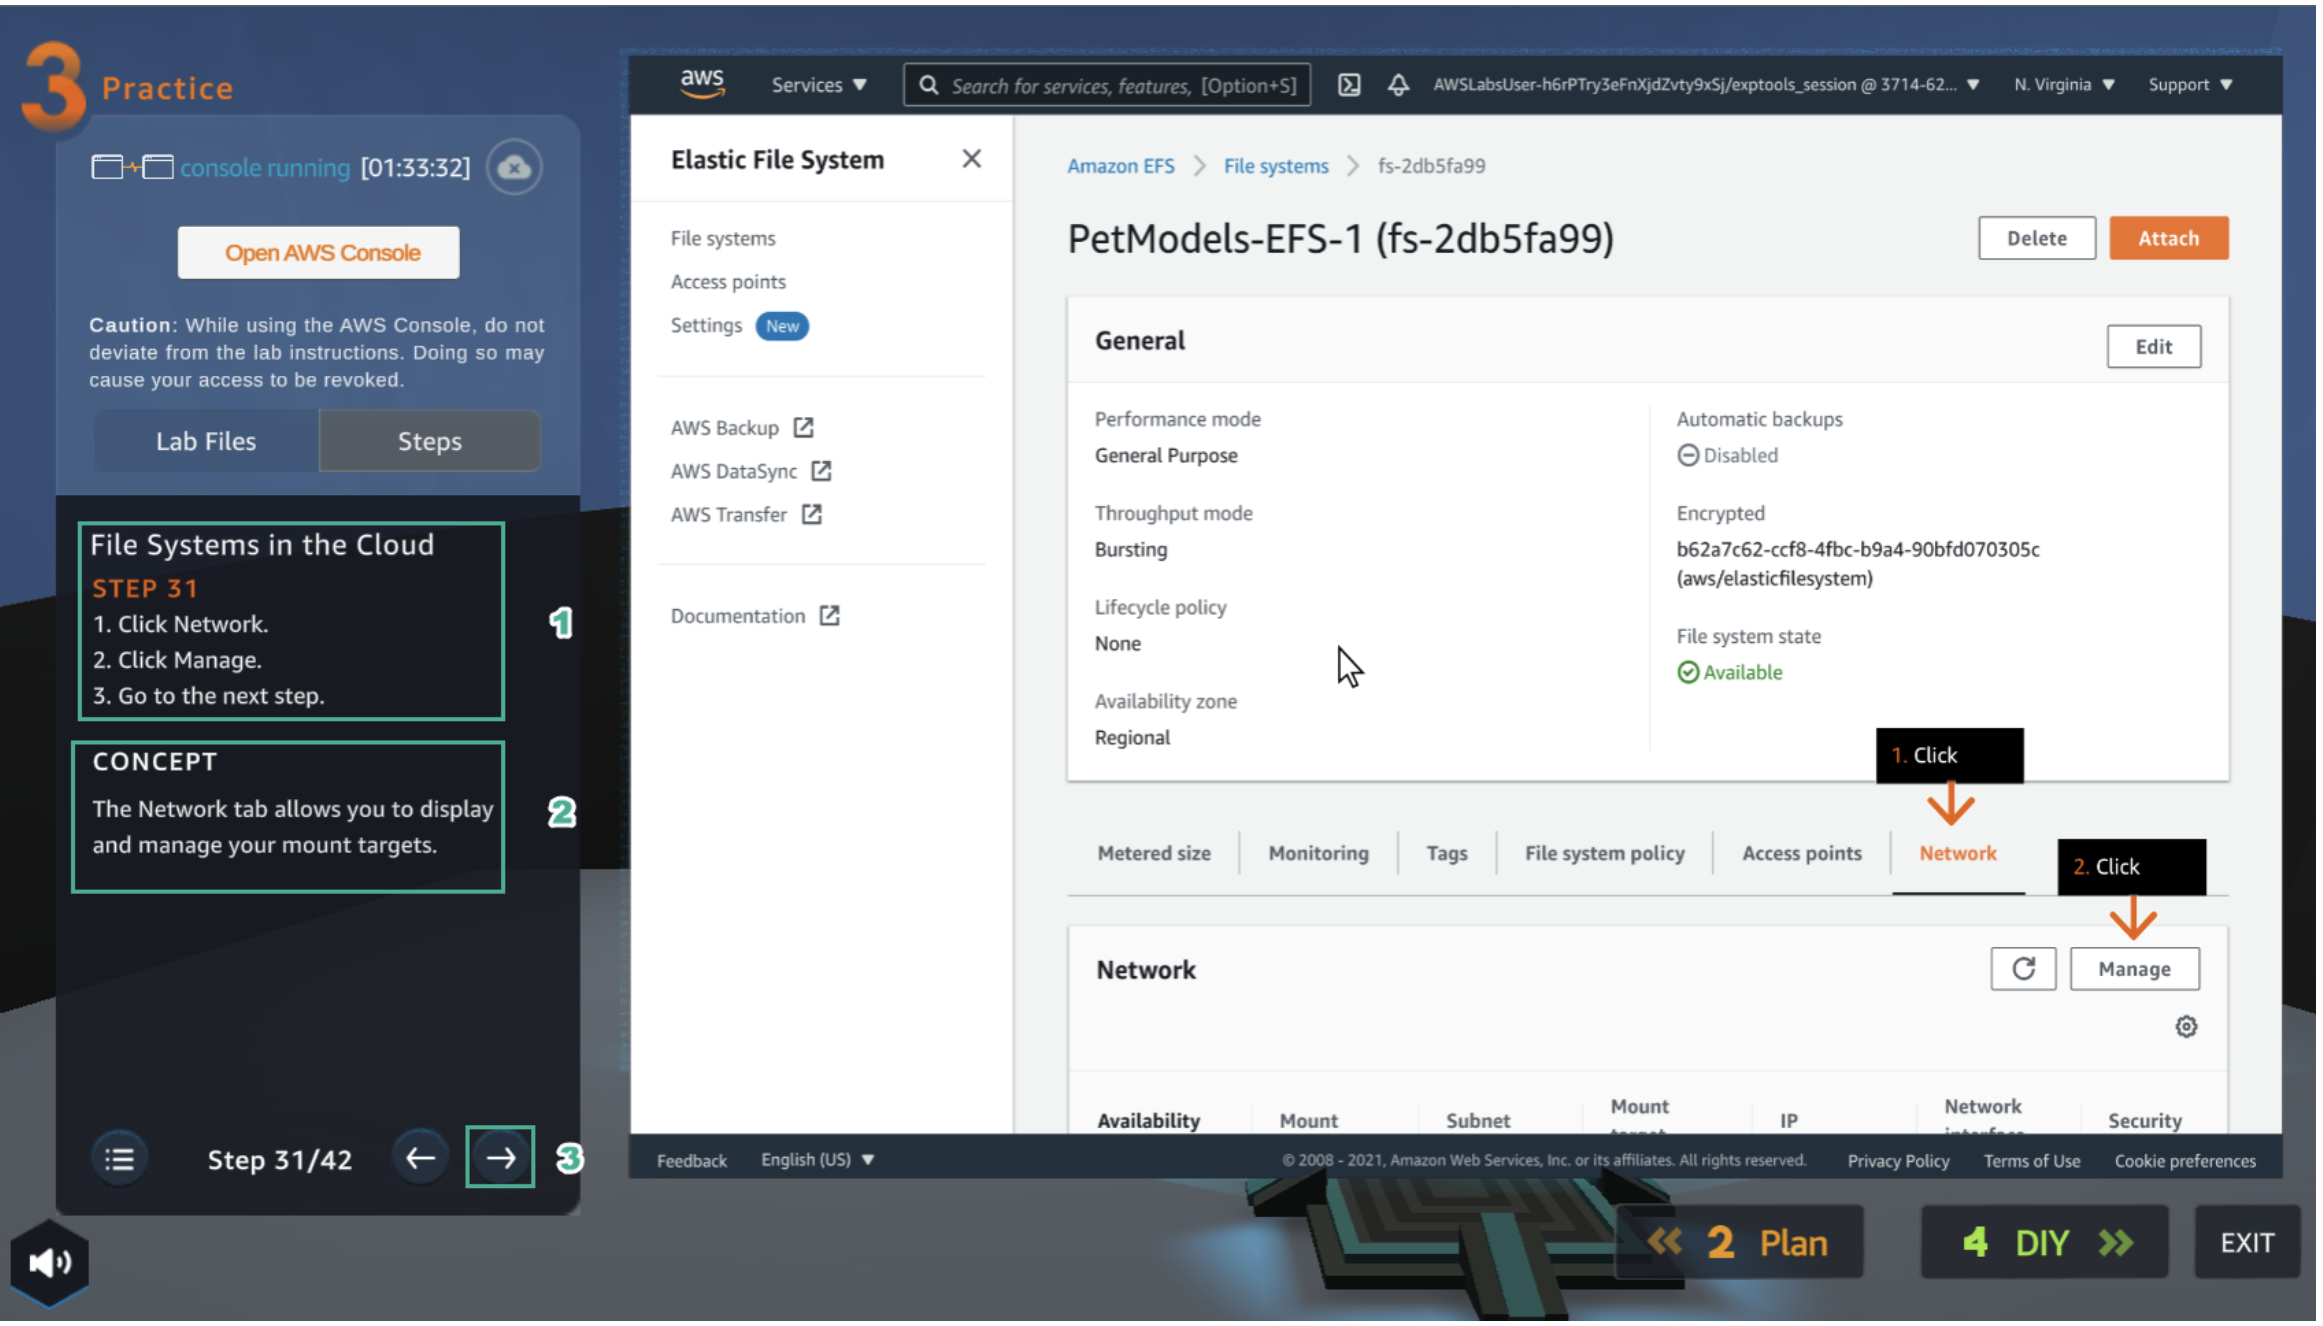 3 Practice
console running [01:33:32]
Open AWS Console
Caution: While using the AWS Console, do not
deviate from the lab instructions. Doing so may
cause your access to be revoked.
Lab Files
Steps
File Systems in the Cloud
STEP 31
1. Click Network.
2. Click Manage.
3. Go to the next step.
1
CONCEPT
The Network tab allows you to display
and manage your mount targets.
2
Step 31/42
3
aws
Services
Search for services, features, [Option+S]
AWSLabsUser-h6rPTry3eFnXjdZvty9xSj/exptools_session @ 3714-62...
N. Virginia
Support
Elastic File System
File systems
Access points
Settings New
AWS Backup
AWS DataSync
AWS Transfer
Documentation
Amazon EFS > File systems > fs-2db5fa99
PetModels-EFS-1 (fs-2db5fa99)
Delete
Attach
General
Edit
Performance mode
General Purpose
Throughput mode
Bursting
Lifecycle policy
None
Availability zone
Regional
Automatic backups
Disabled
Encrypted
b62a7c62-ccf8-4fbc-b9a4-90bfd070305c
(aws/elasticfilesystem)
File system state
Available
1. Click
Metered size
Monitoring
Tags
File system policy
Access points
Network
2. Click
Network
Manage
Availability
Mount
Subnet
Mount
IP
Network
Security
Feedback
English (US)
© 2008 - 2021, Amazon Web Services, Inc. or its affiliates. All rights reserved.
Privacy Policy
Terms of Use
Cookie preferences
2 Plan
4 DIY
EXIT